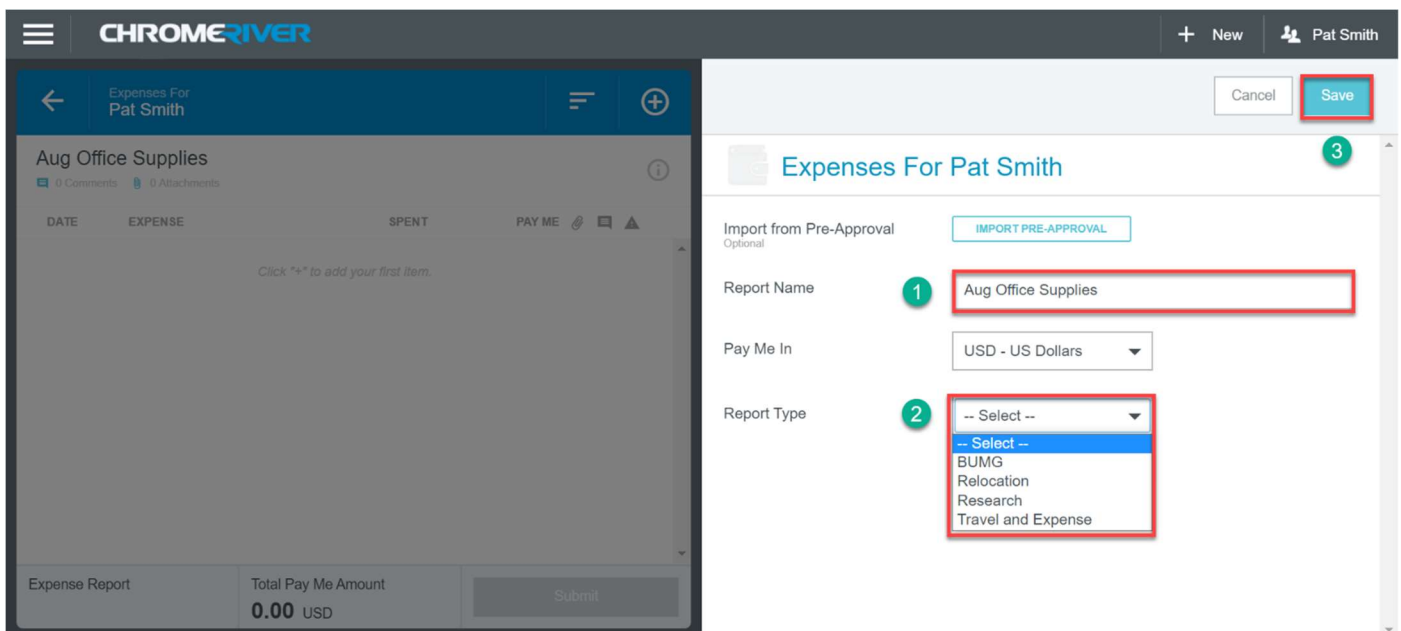 CHROMERIVER
+ New
Pat Smith
Expenses For
Pat Smith
Aug Office Supplies
0 Comments 0 Attachments
DATE EXPENSE SPENT PAY ME
Click "+" to add your first item.
Expense Report
Total Pay Me Amount
0.00 USD
Submit
Cancel
Save
3
Expenses For Pat Smith
Import from Pre-Approval
Optional
IMPORT PRE-APPROVAL
Report Name
1
Aug Office Supplies
Pay Me In
USD - US Dollars
Report Type
2
-- Select --
-- Select --
BUMG
Relocation
Research
Travel and Expense